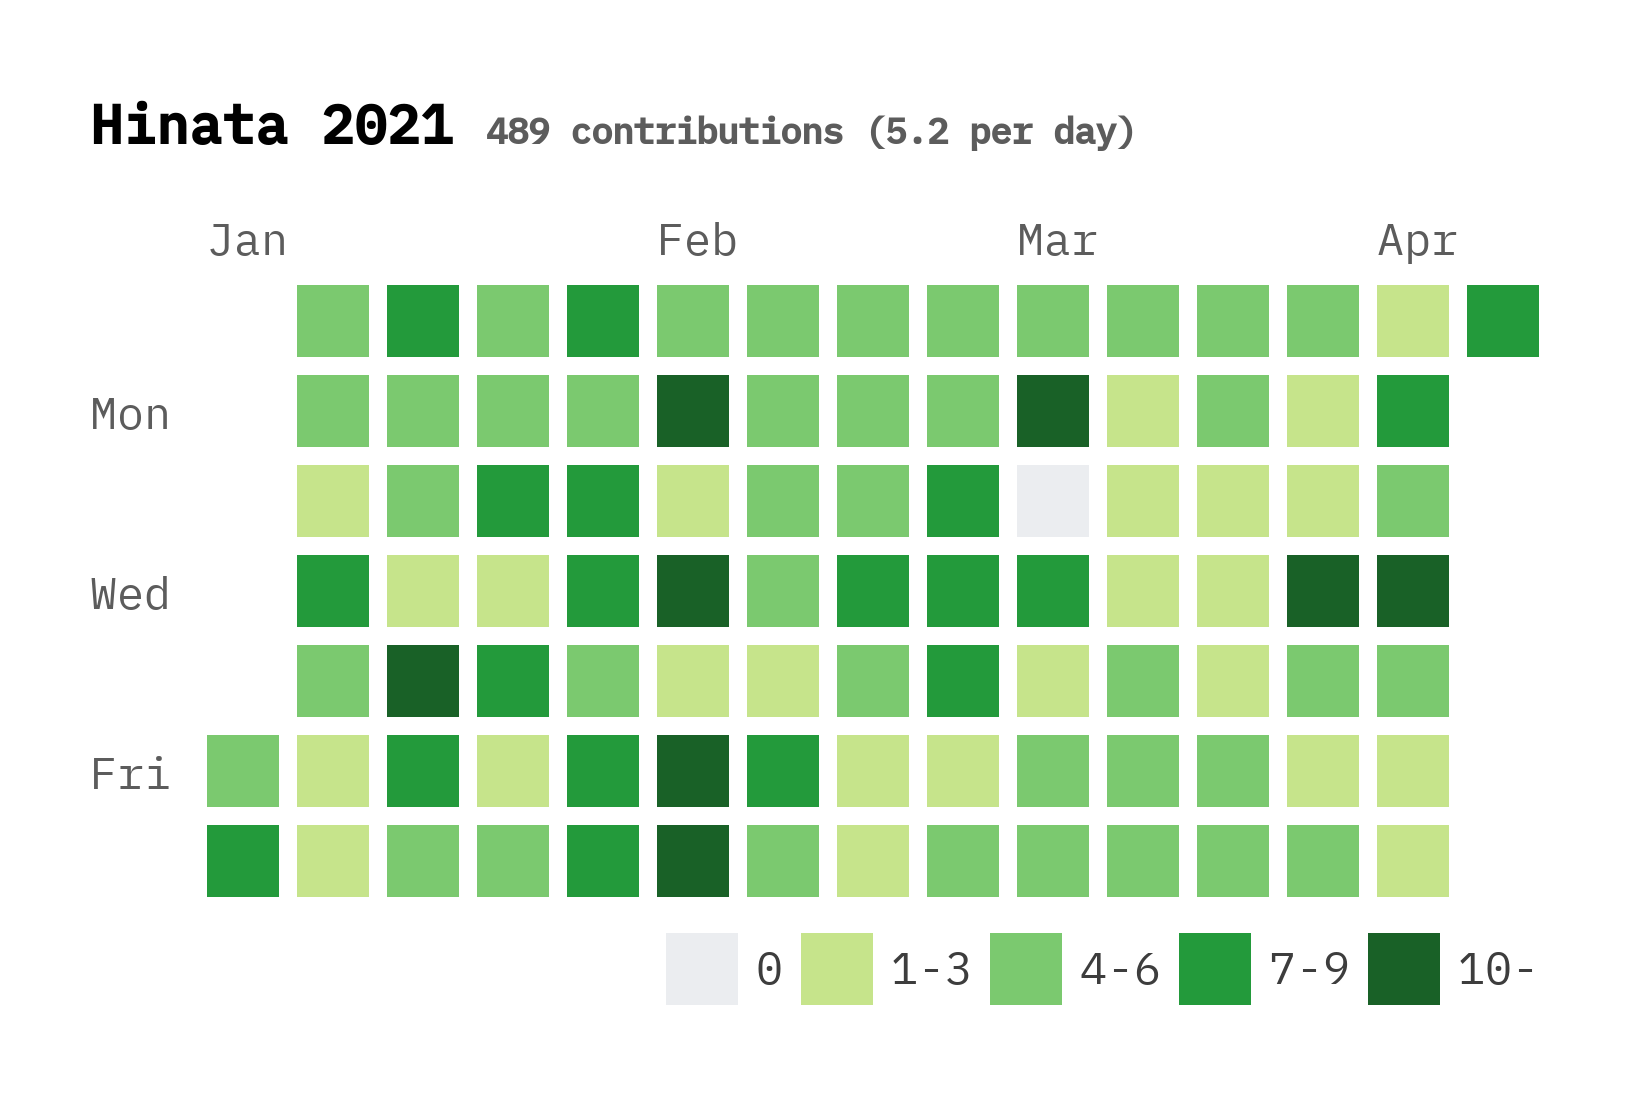 Hinata 2021 489 contributions (5.2 per day)
Jan Feb Mar Apr
Mon
Wed
Fri
0 1-3 4-6 7-9 10-